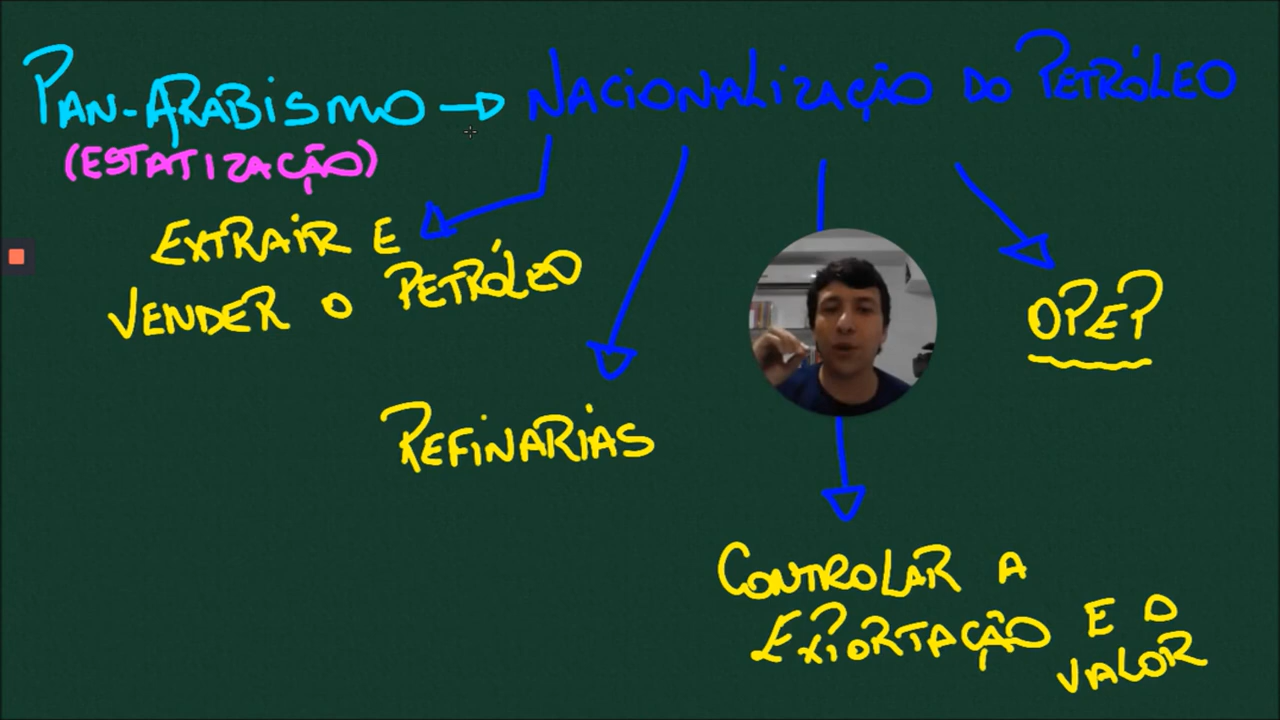 PAN-ARABISMO → NACIONALIZAÇÃO DO PETRÓLEO
(ESTATIZAÇÃO)
EXTRAIR E
VENDER O PETRÓLEO
OPEP
REFINARIAS
CONTROLAR A
EXPORTAÇÃO E O
VALOR